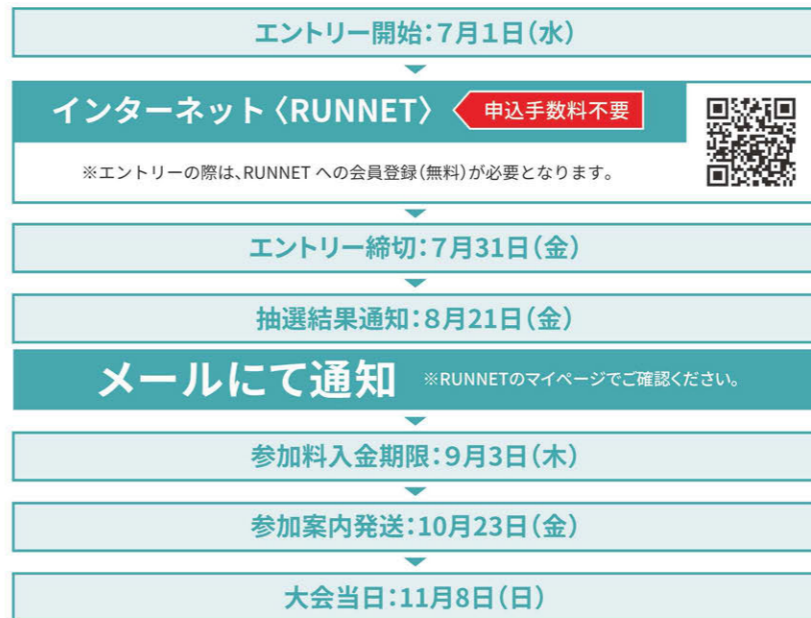 エントリー開始：7月1日（水）
インターネット〈RUNNET〉 申込手数料不要
※エントリーの際は、RUNNET への会員登録（無料）が必要となります。
エントリー締切：7月31日（金）
抽選結果通知：8月21日（金）
メールにて通知 ※RUNNETのマイページでご確認ください。
参加料入金期限：9月3日（木）
参加案内発送：10月23日（金）
大会当日：11月8日（日）